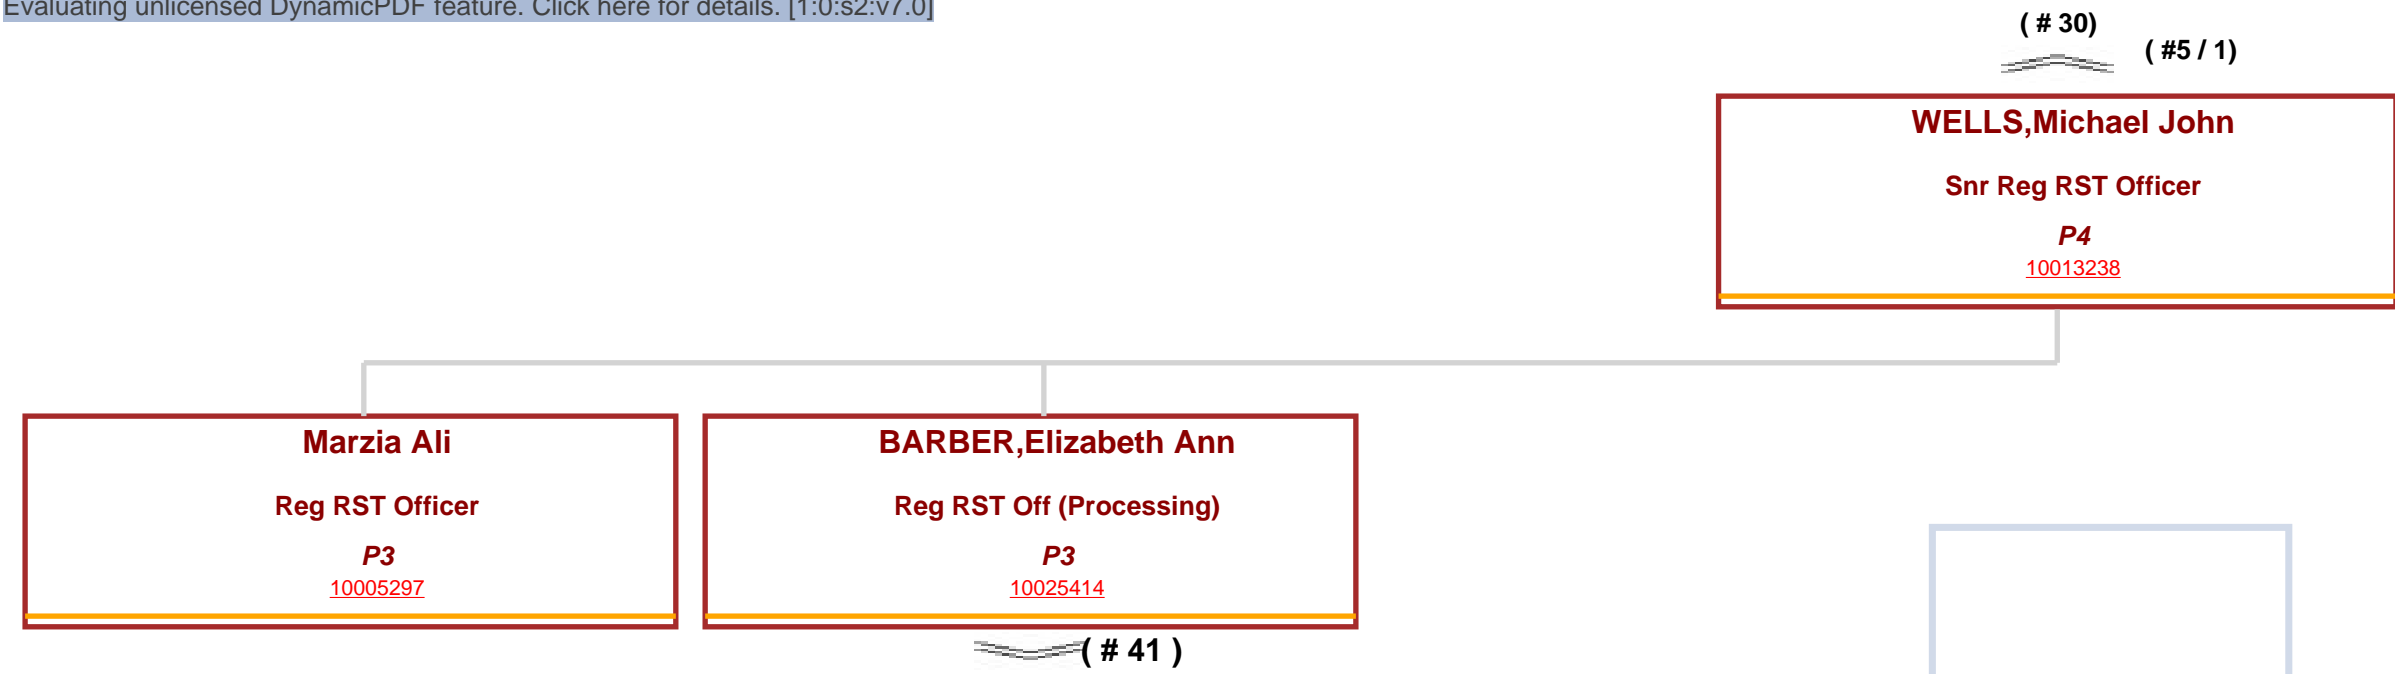 Evaluating unlicensed DynamicPDF feature. Click here for details. [1:0:s2:v7.0]
( # 30)
( #5 / 1)
WELLS,Michael John
Snr Reg RST Officer
P4
10013238
Marzia Ali
Reg RST Officer
P3
10005297
BARBER,Elizabeth Ann
Reg RST Off (Processing)
P3
10025414
( # 41 )